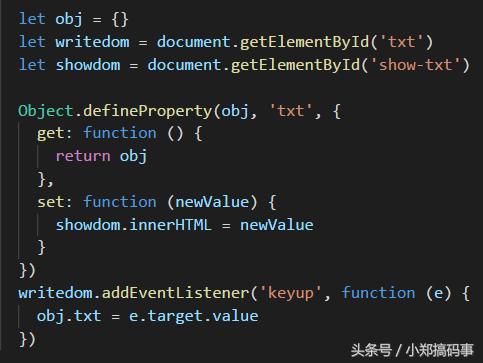 let obj = {}
let writedom = document.getElementById('txt')
let showdom = document.getElementById('show-txt')
Object.defineProperty(obj, 'txt', {
  get: function () {
    return obj
  },
  set: function (newValue) {
    showdom.innerHTML = newValue
  }
})
writedom.addEventListener('keyup', function (e) {
  obj.txt = e.target.value
})
头条号 / 小郑搞码事